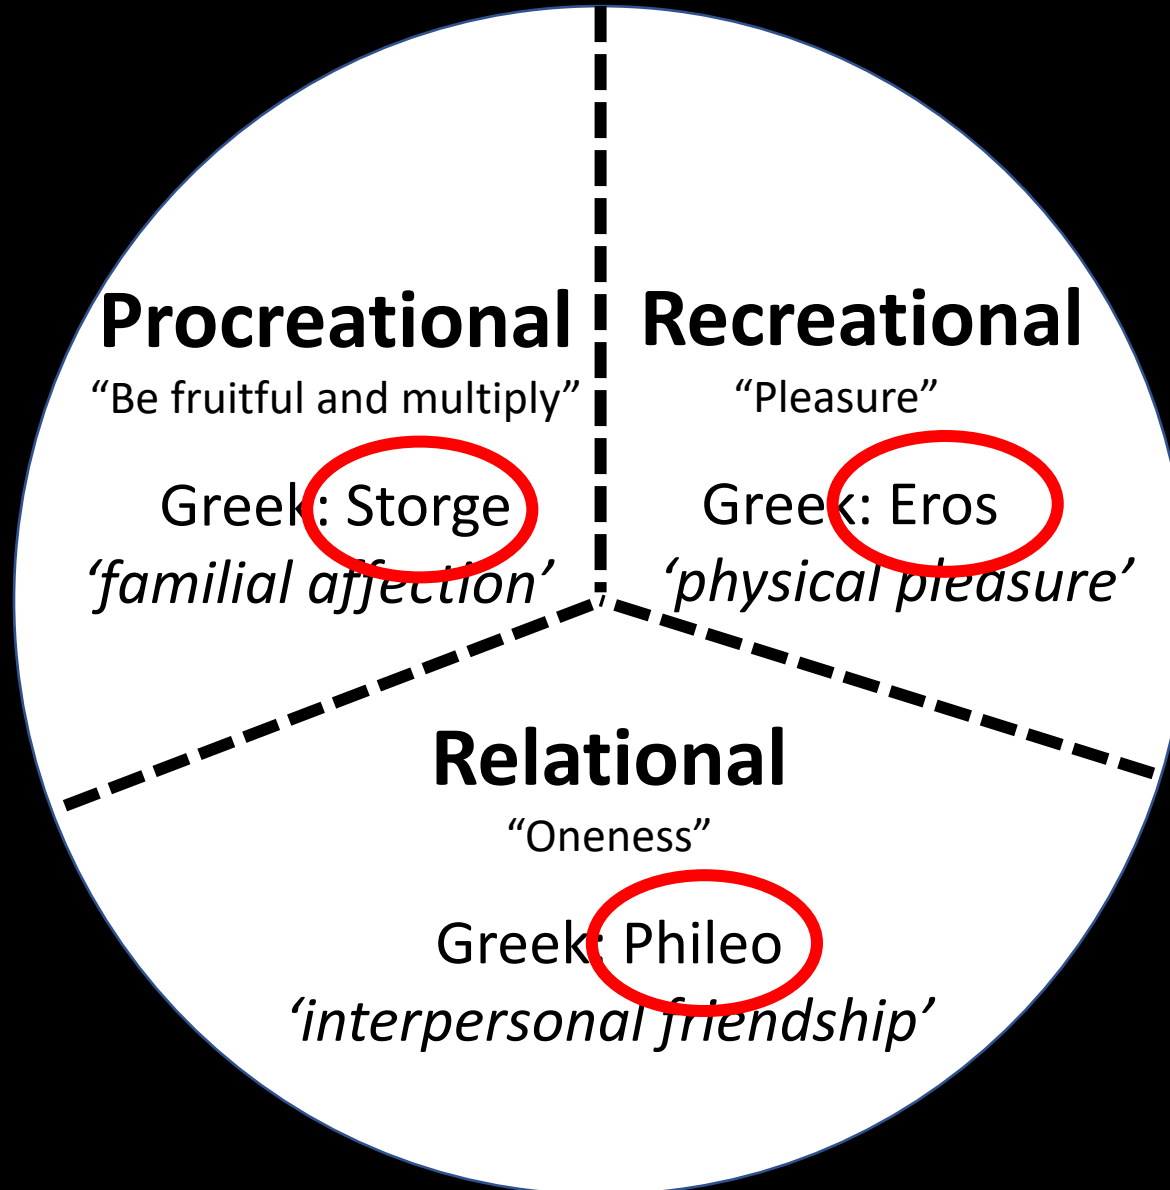 Procreational
“Be fruitful and multiply”
Greek: Storge
‘familial affection’
Recreational
“Pleasure”
Greek: Eros
‘physical pleasure’
Relational
“Oneness”
Greek: Phileo
‘interpersonal friendship’